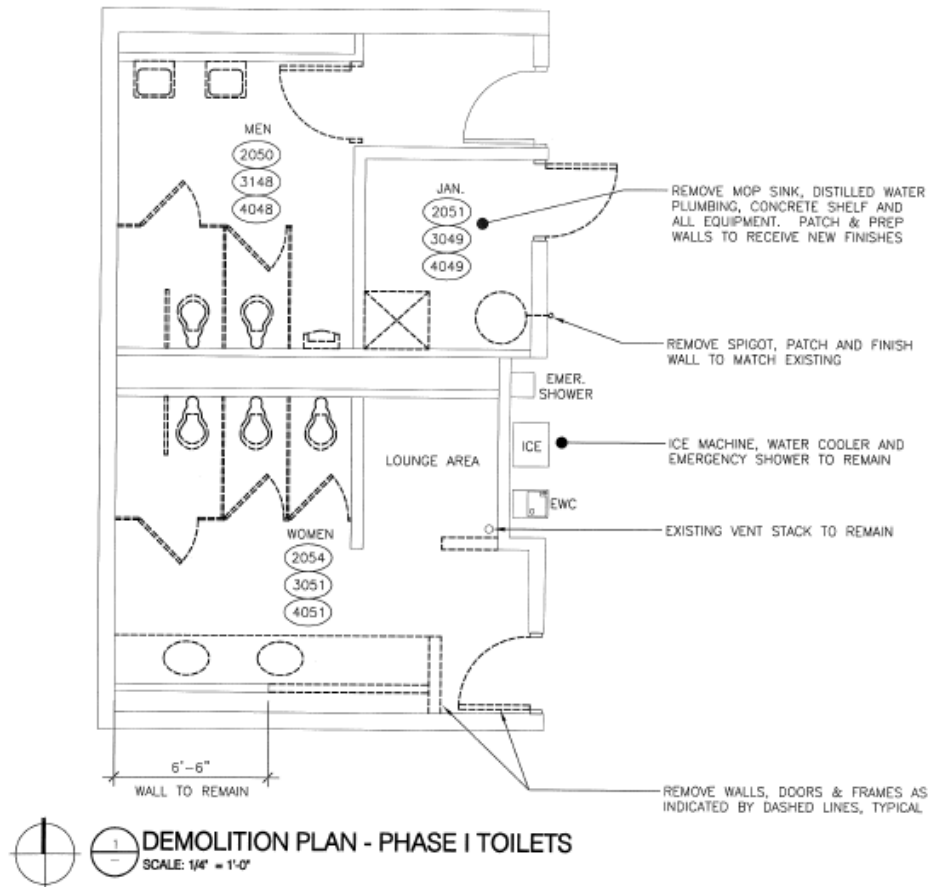 MEN
2050
3148
4048
JAN.
2051
3049
4049
REMOVE MOP SINK, DISTILLED WATER
PLUMBING, CONCRETE SHELF AND
ALL EQUIPMENT. PATCH & PREP
WALLS TO RECEIVE NEW FINISHES
REMOVE SPIGOT, PATCH AND FINISH
WALL TO MATCH EXISTING
EMER.
SHOWER
ICE
ICE MACHINE, WATER COOLER AND
EMERGENCY SHOWER TO REMAIN
LOUNGE AREA
EWC
EXISTING VENT STACK TO REMAIN
WOMEN
2054
3051
4051
6'-6"
WALL TO REMAIN
REMOVE WALLS, DOORS & FRAMES AS
INDICATED BY DASHED LINES, TYPICAL
1
DEMOLITION PLAN - PHASE I TOILETS
SCALE: 1/4" = 1'-0"